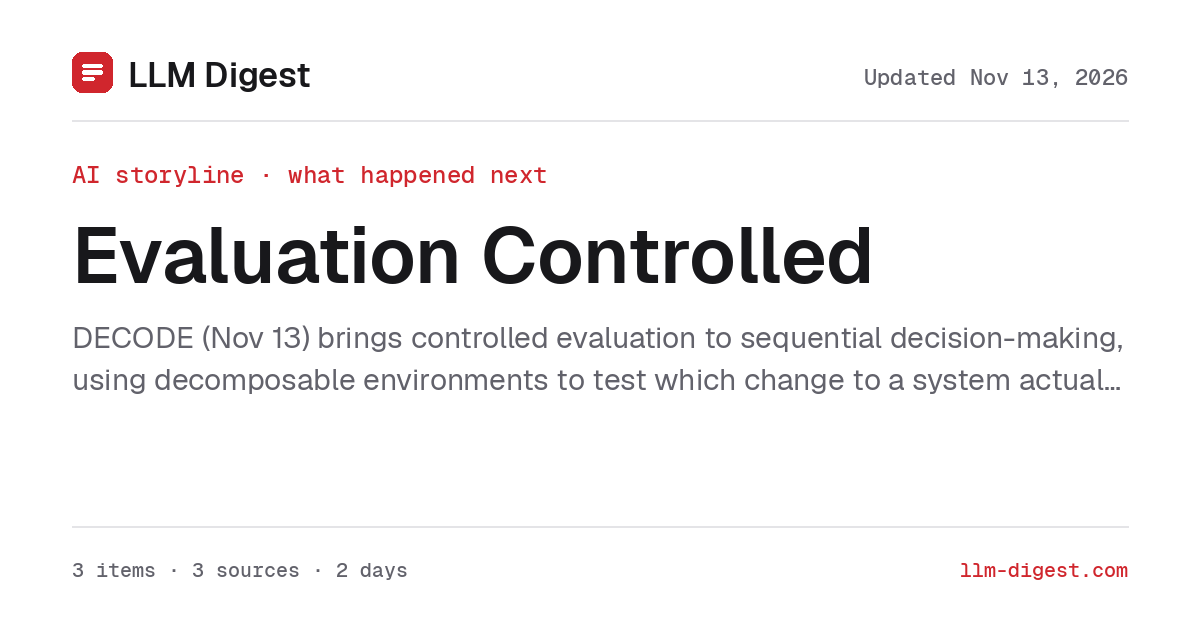 LLM Digest
Updated Nov 13, 2026
AI storyline · what happened next
Evaluation Controlled
DECODE (Nov 13) brings controlled evaluation to sequential decision-making,
using decomposable environments to test which change to a system actual…
3 items · 3 sources · 2 days
llm-digest.com